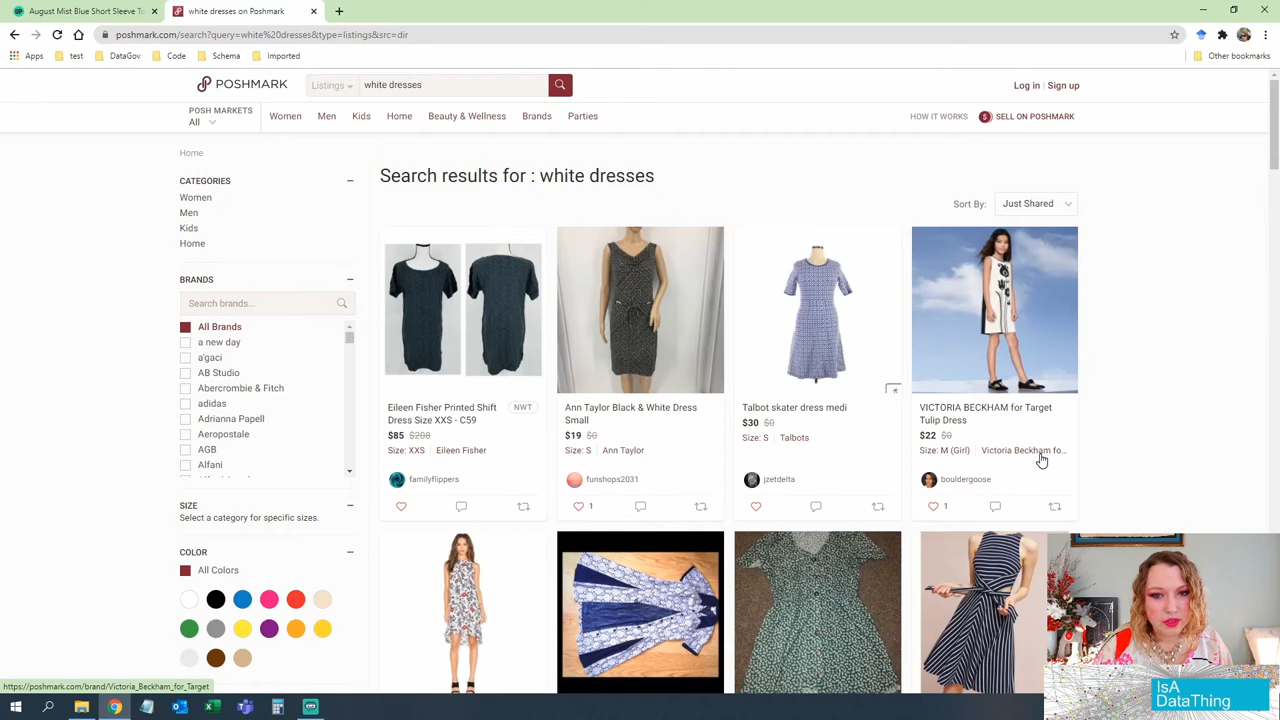 August Mist Blue Short Sleeve To
white dresses on Poshmark
poshmark.com/search?query=white%20dresses&type=listings&src=dir
Apps
test
DataGov
Code
Schema
Imported
Other bookmarks
POSHMARK
Listings
white dresses
Log in | Sign up
POSH MARKETS
All
Women
Men
Kids
Home
Beauty & Wellness
Brands
Parties
HOW IT WORKS
SELL ON POSHMARK
Home
CATEGORIES
Women
Men
Kids
Home
BRANDS
Search brands...
All Brands
a new day
a'gaci
AB Studio
Abercrombie & Fitch
adidas
Adrianna Papell
Aeropostale
AGB
Alfani
SIZE
Select a category for specific sizes.
COLOR
All Colors
Search results for : white dresses
Sort By:
Just Shared
Eileen Fisher Printed Shift
Dress Size XXS - C59
NWT
$85 $208
Size: XXS
Eileen Fisher
familyflippers
Ann Taylor Black & White Dress
Small
$19 $0
Size: S
Ann Taylor
funshops2031
1
Talbot skater dress medi
$30 $0
Size: S
Talbots
jzetdelta
VICTORIA BECKHAM for Target
Tulip Dress
$22 $0
Size: M (Girl)
Victoria Beckham fo...
bouldergoose
1
https://poshmark.com/brand/Victoria_Beckham_for_Target
IsA
DataThing